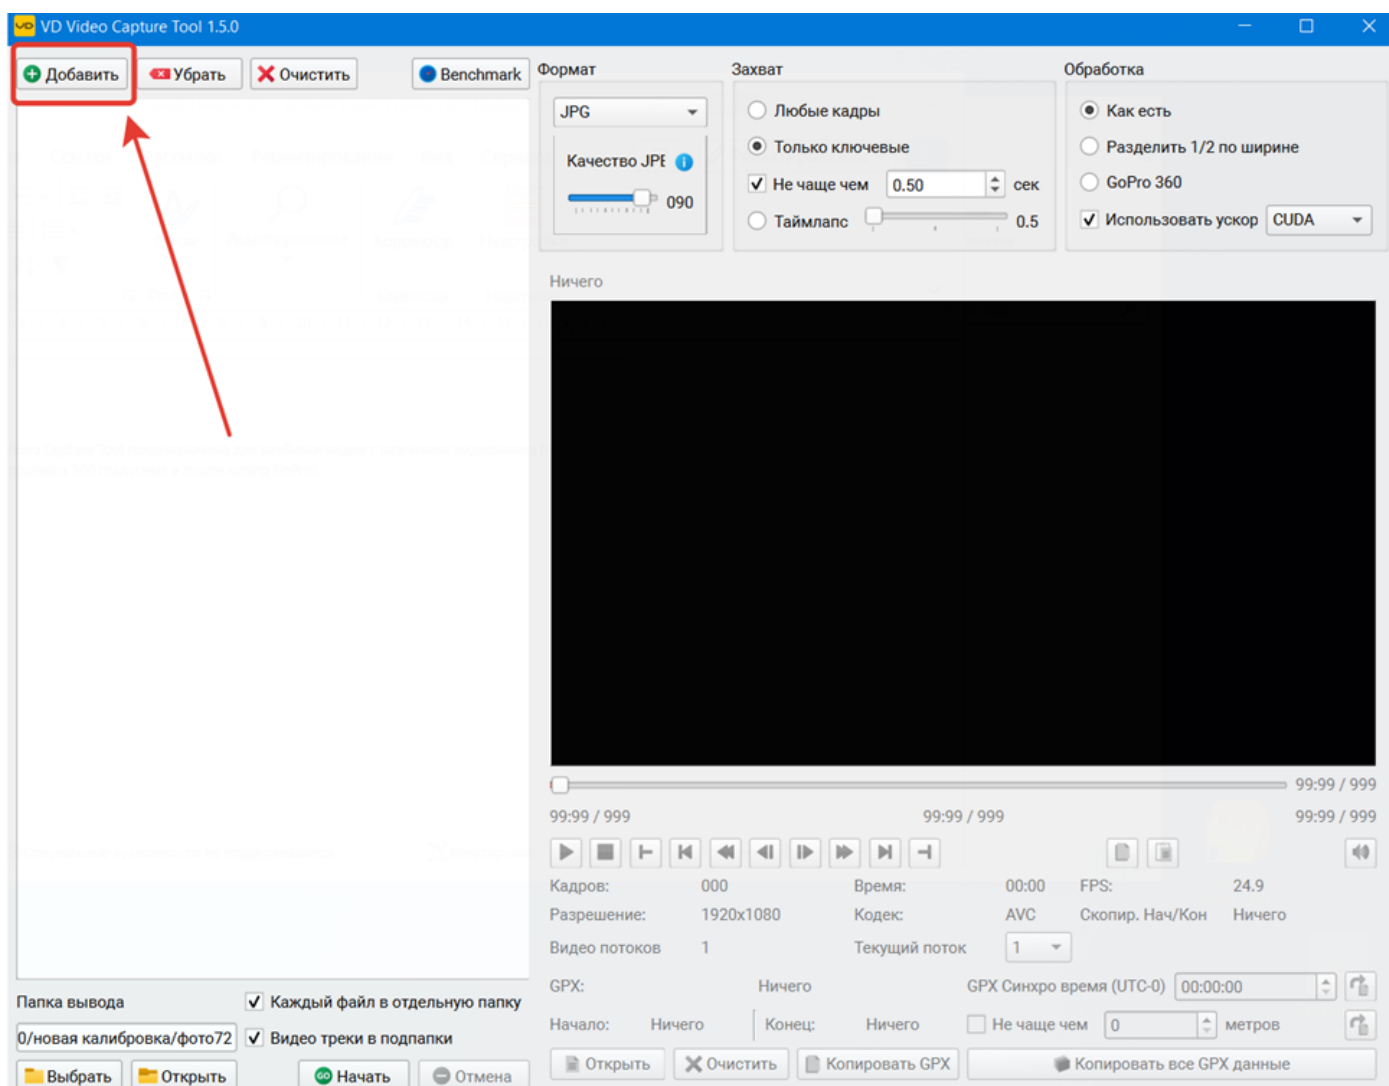 VD Video Capture Tool 1.5.0
Добавить Убрать Очистить Benchmark
Формат
JPG
Качество JPE
090
Захват
Любые кадры
Только ключевые
Не чаще чем 0.50 сек
Таймлапс 0.5
Обработка
Как есть
Разделить 1/2 по ширине
GoPro 360
Использовать ускор CUDA
Ничего
99:99 / 999
99:99 / 999 99:99 / 999 99:99 / 999
Кадров: 000 Время: 00:00 FPS: 24.9
Разрешение: 1920x1080 Кодек: AVC Скопир. Нач/Кон Ничего
Видео потоков 1 Текущий поток 1
GPX: Ничего GPX Синхро время (UTC-0) 00:00:00
Начало: Ничего Конец: Ничего Не чаще чем 0 метров
Открыть Очистить Копировать GPX Копировать все GPX данные
Папка вывода Каждый файл в отдельную папку
0/новая калибровка/фото72 Видео треки в подпапки
Выбрать Открыть Начать Отмена